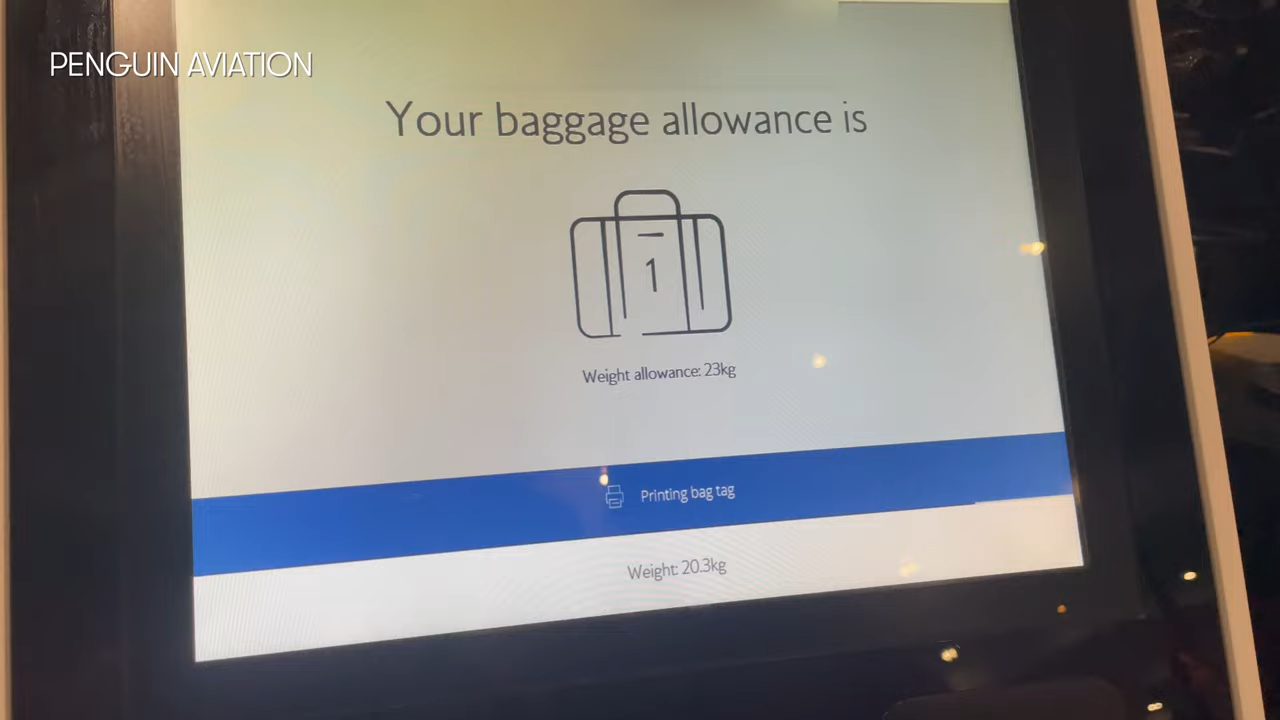 PENGUIN AVIATION
Your baggage allowance is
1
Weight allowance: 23kg
Printing bag tag
Weight: 20.3kg